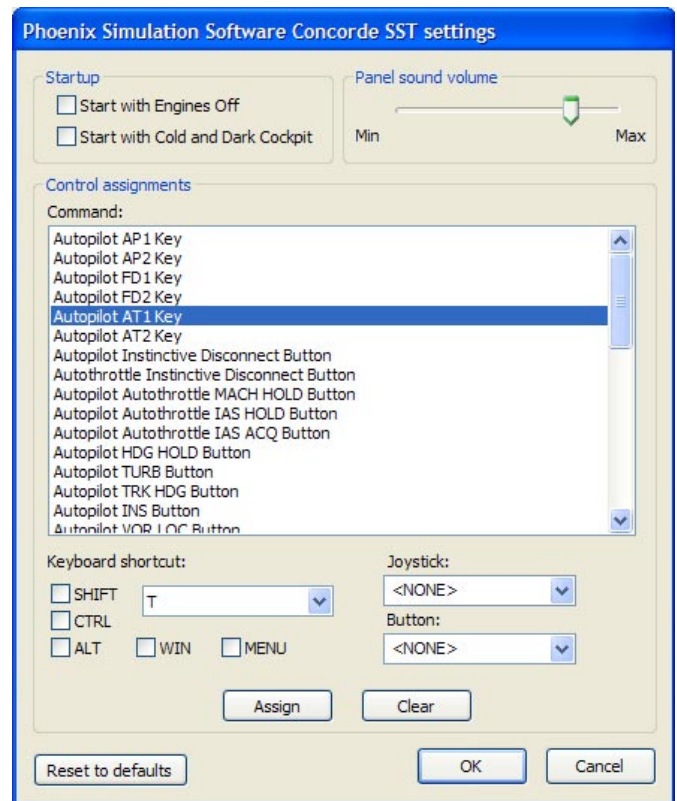 Phoenix Simulation Software Concorde SST settings
Startup
Start with Engines Off
Start with Cold and Dark Cockpit
Panel sound volume
Min Max
Control assignments
Command:
Autopilot AP1 Key
Autopilot AP2 Key
Autopilot FD1 Key
Autopilot FD2 Key
Autopilot AT1 Key
Autopilot AT2 Key
Autopilot Instinctive Disconnect Button
Autothrottle Instinctive Disconnect Button
Autopilot Autothrottle MACH HOLD Button
Autopilot Autothrottle IAS HOLD Button
Autopilot Autothrottle IAS ACQ Button
Autopilot HDG HOLD Button
Autopilot TURB Button
Autopilot TRK HDG Button
Autopilot INS Button
Autopilot VOR LOC Button
Keyboard shortcut:
SHIFT
T
CTRL
ALT WIN MENU
Joystick:
<NONE>
Button:
<NONE>
Assign Clear
Reset to defaults OK Cancel